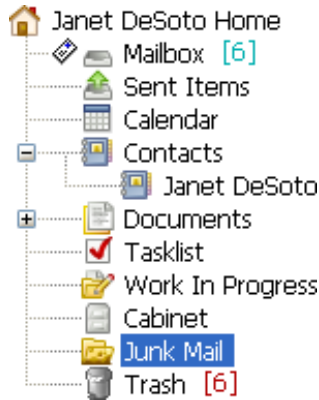 Janet DeSoto Home
Mailbox [6]
Sent Items
Calendar
Contacts
Janet DeSoto
Documents
Tasklist
Work In Progress
Cabinet
Junk Mail
Trash [6]